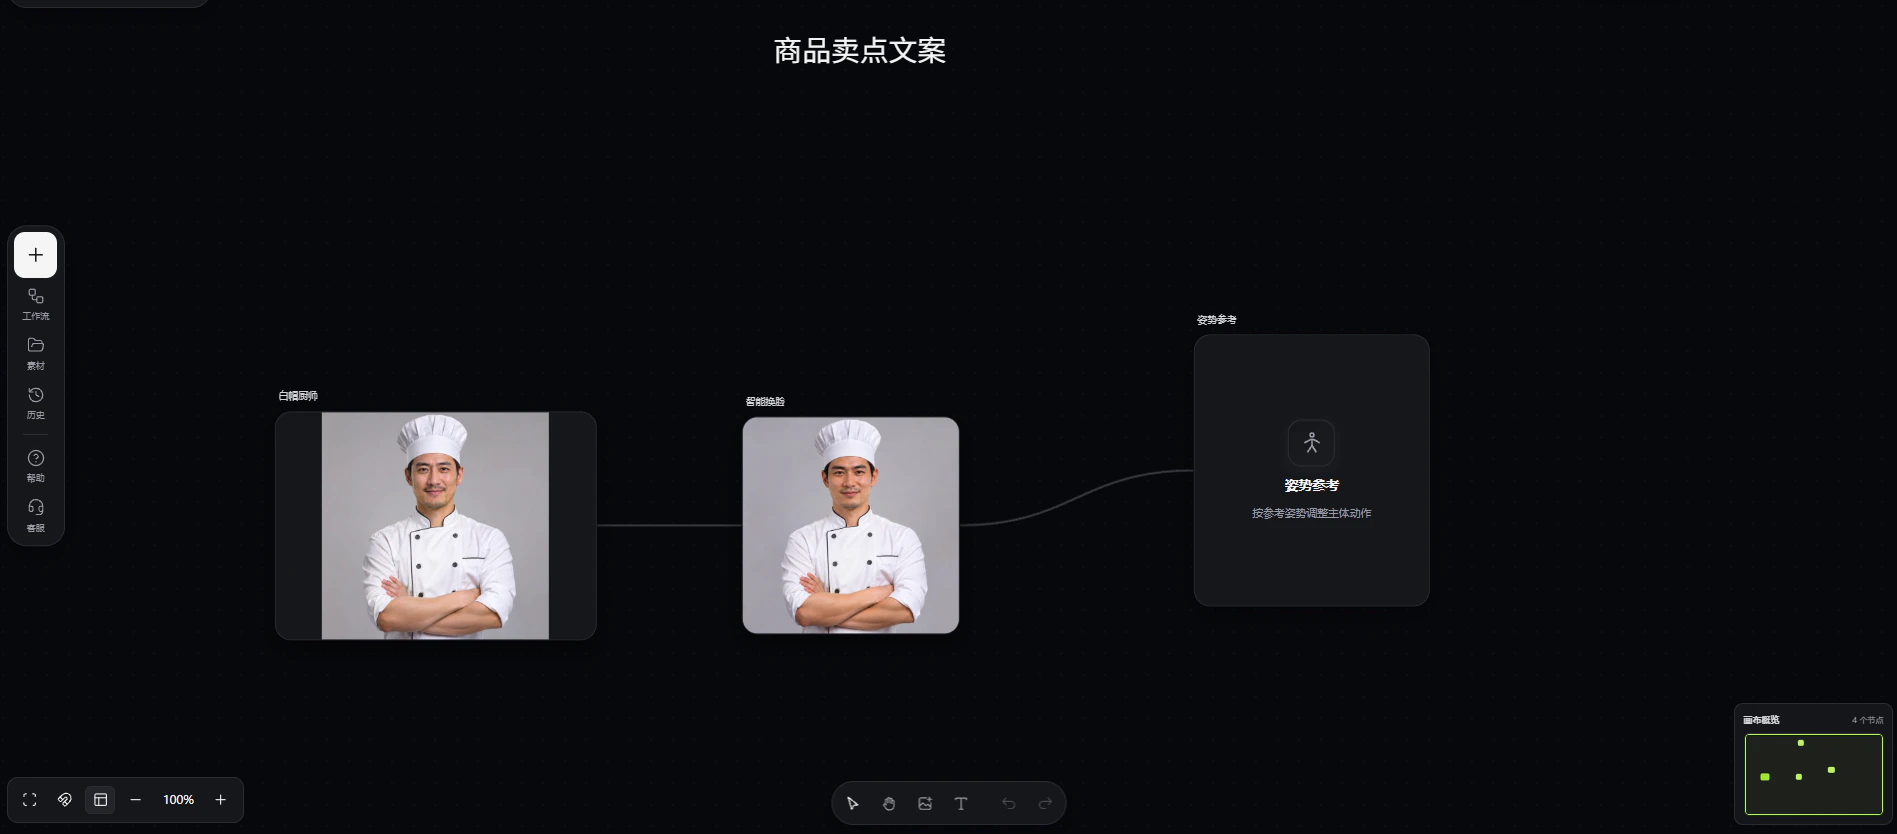 商品卖点文案
工作流
素材
历史
帮助
客服
白帽厨师
智能换脸
姿势参考
姿势参考
按参考姿势调整主体动作
画布概览
4 个节点
100%